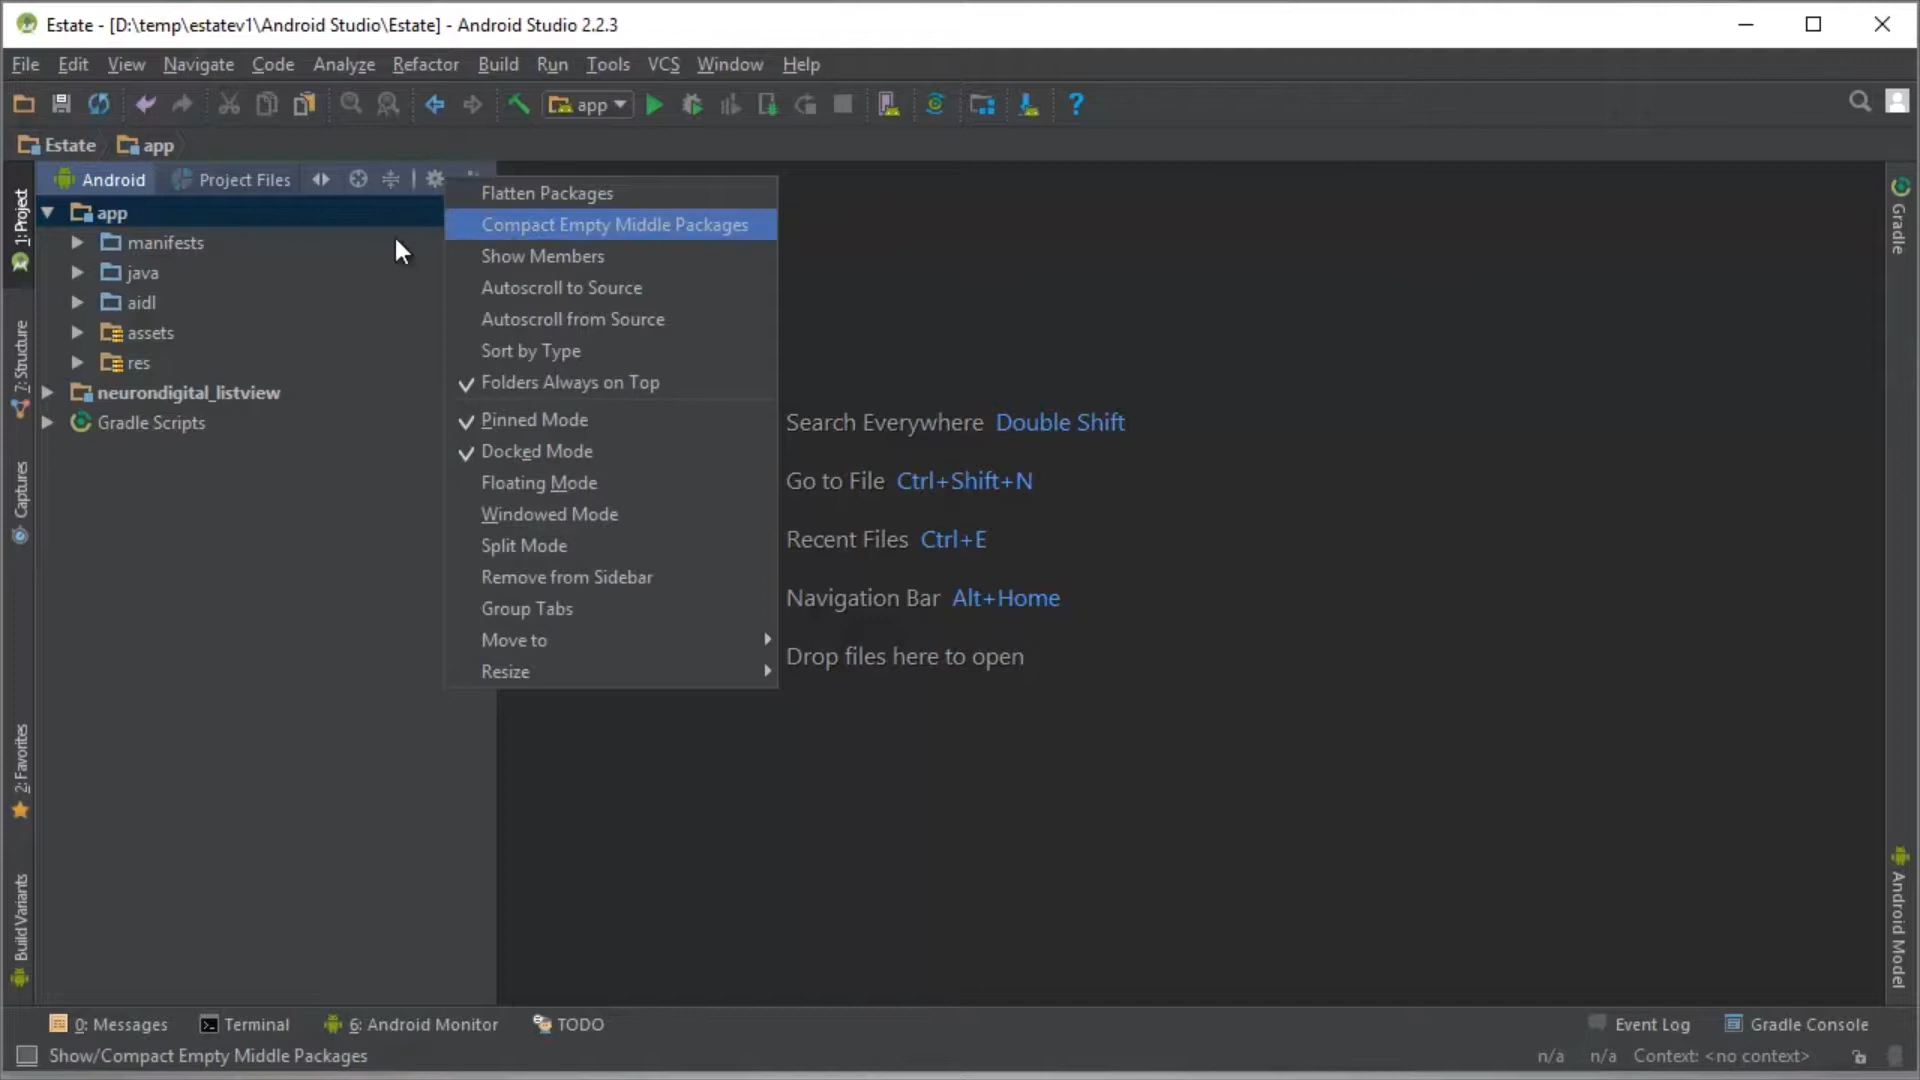 Estate - [D:\temp\estatev1\Android Studio\Estate] - Android Studio 2.2.3
File Edit View Navigate Code Analyze Refactor Build Run Tools VCS Window Help
app
Estate app
Android Project Files
1: Project
7: Structure
Captures
2: Favorites
Build Variants
app
manifests
java
aidl
assets
res
neurondigital_listview
Gradle Scripts
Flatten Packages
Compact Empty Middle Packages
Show Members
Autoscroll to Source
Autoscroll from Source
Sort by Type
Folders Always on Top
Pinned Mode
Docked Mode
Floating Mode
Windowed Mode
Split Mode
Remove from Sidebar
Group Tabs
Move to
Resize
Search Everywhere Double Shift
Go to File Ctrl+Shift+N
Recent Files Ctrl+E
Navigation Bar Alt+Home
Drop files here to open
Gradle
Android Model
0: Messages Terminal 6: Android Monitor TODO Event Log Gradle Console
Show/Compact Empty Middle Packages n/a n/a Context: <no context>